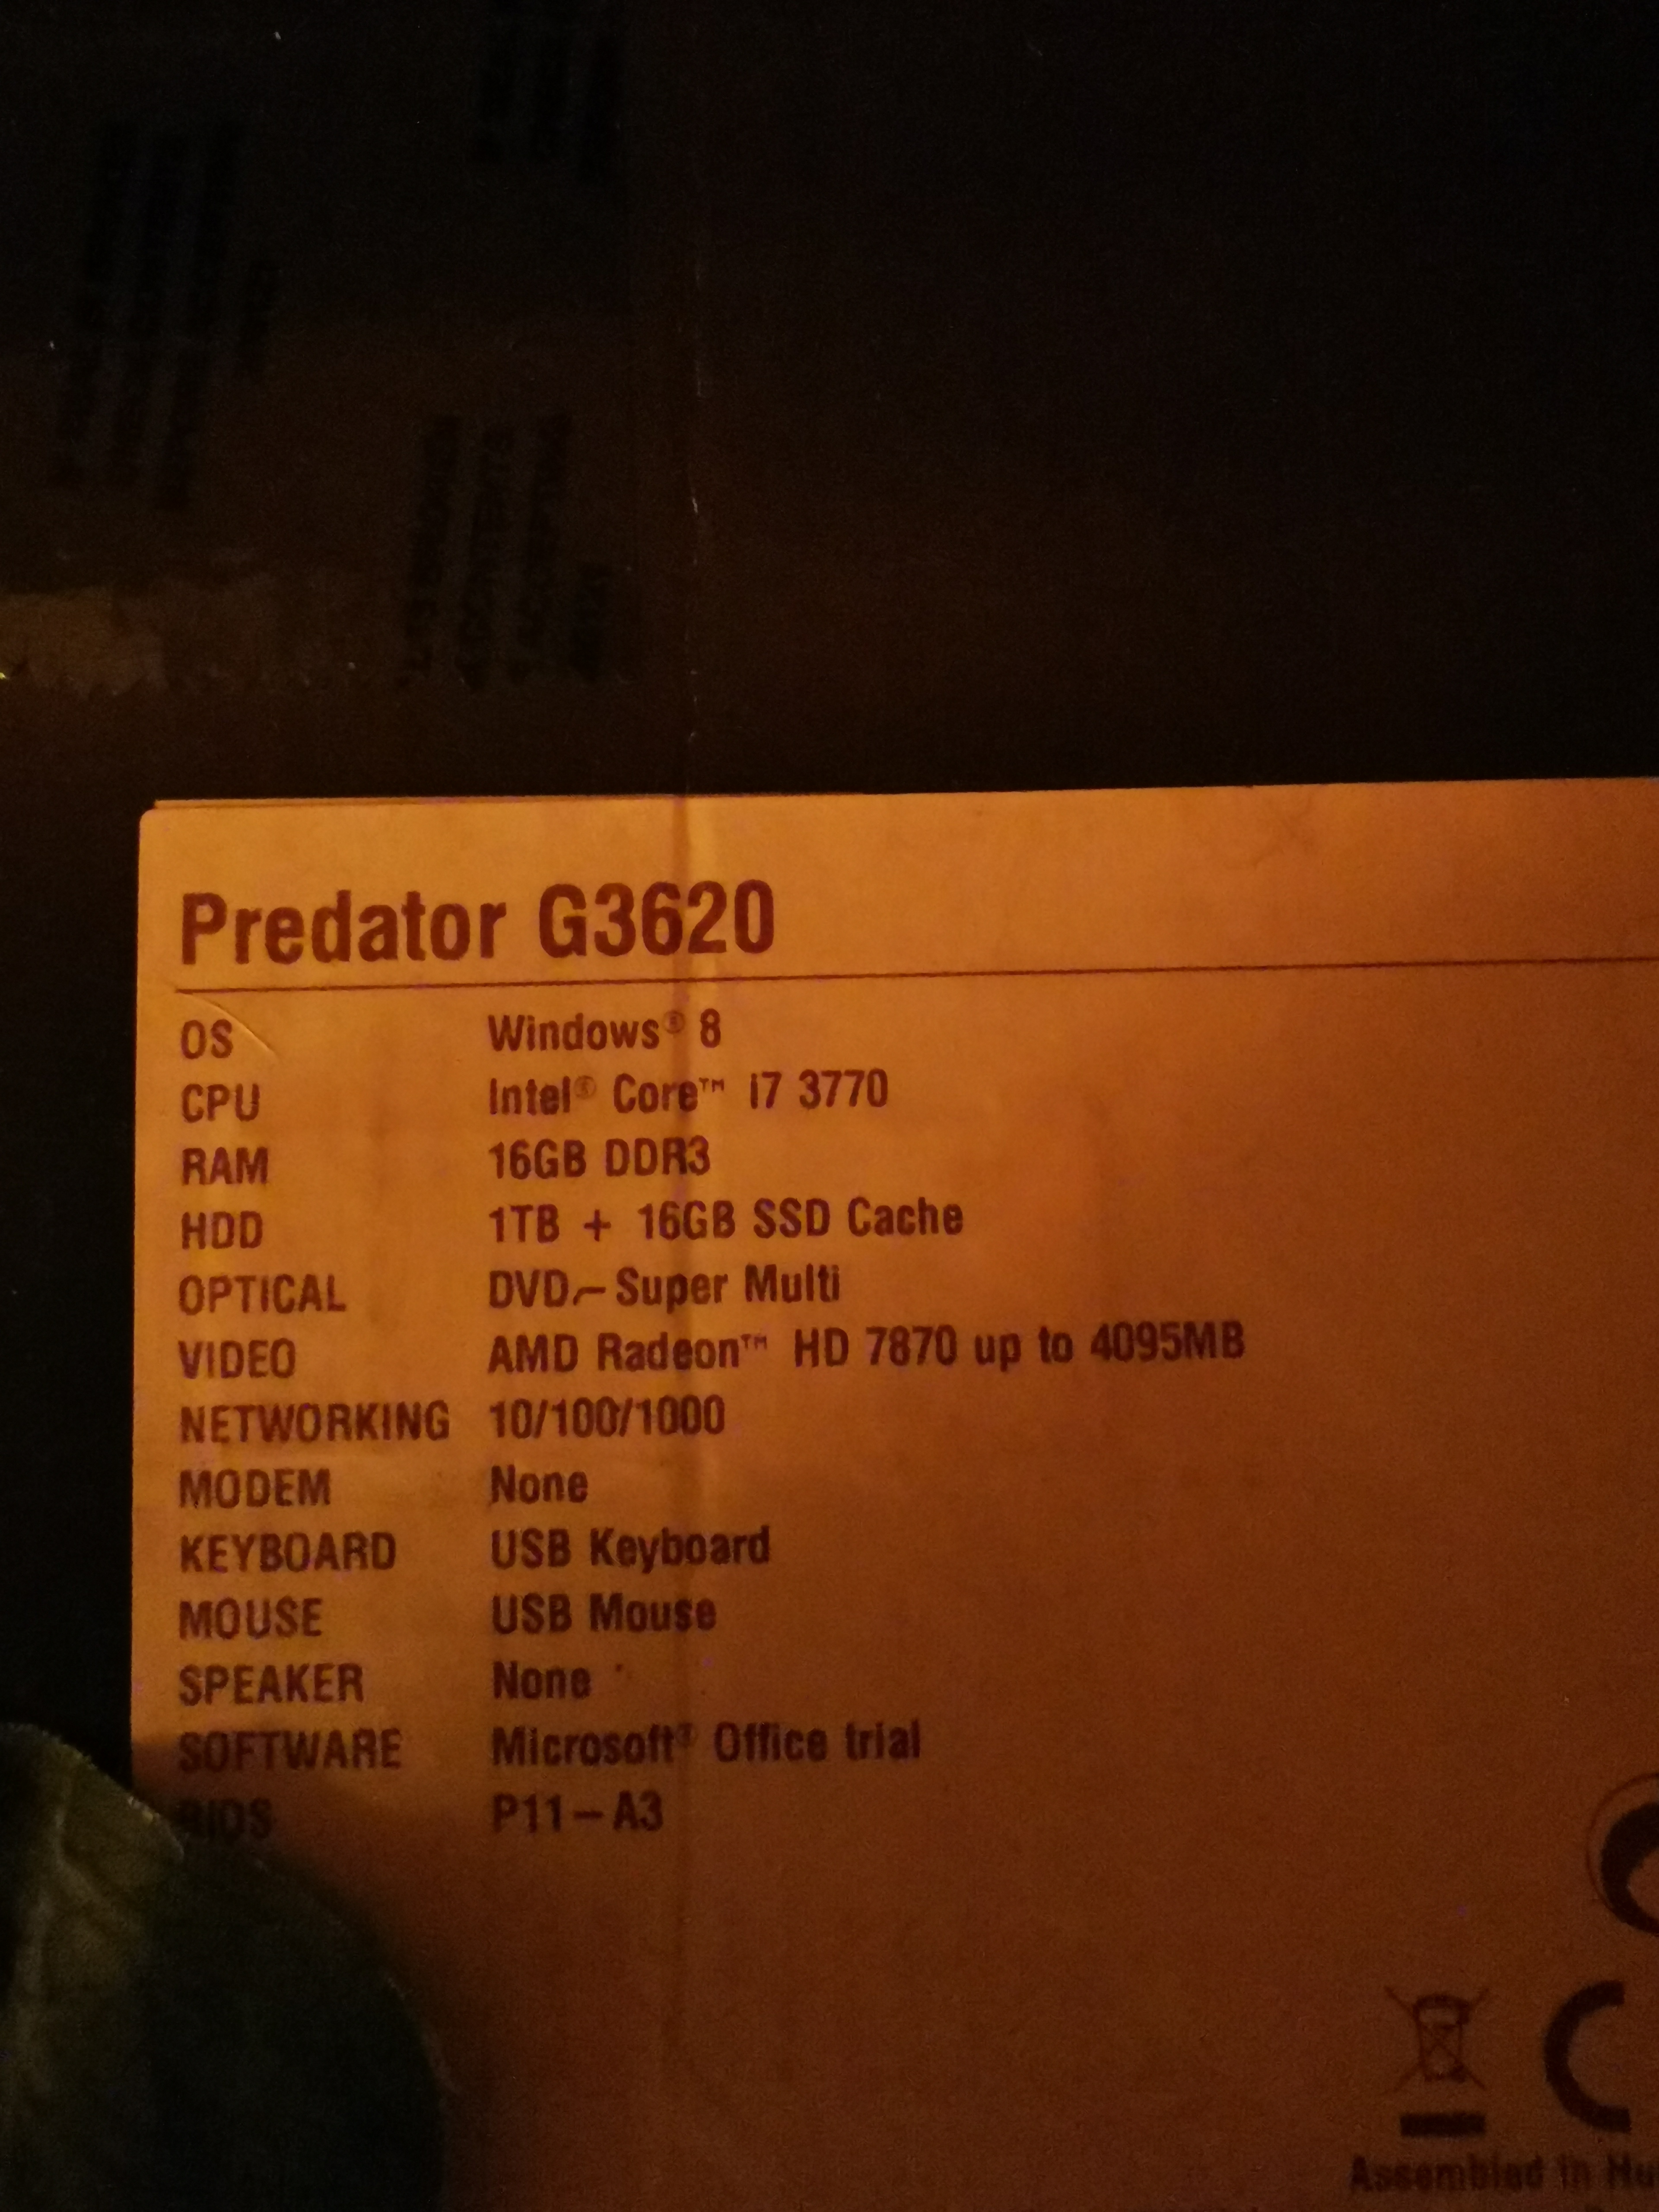 Predator G3620
OS Windows® 8
CPU Intel® Core™ i7 3770
RAM 16GB DDR3
HDD 1TB + 16GB SSD Cache
OPTICAL DVD-Super Multi
VIDEO AMD Radeon™ HD 7870 up to 4095MB
NETWORKING 10/100/1000
MODEM None
KEYBOARD USB Keyboard
MOUSE USB Mouse
SPEAKER None
SOFTWARE Microsoft® Office trial
BIOS P11-A3
Assembled in